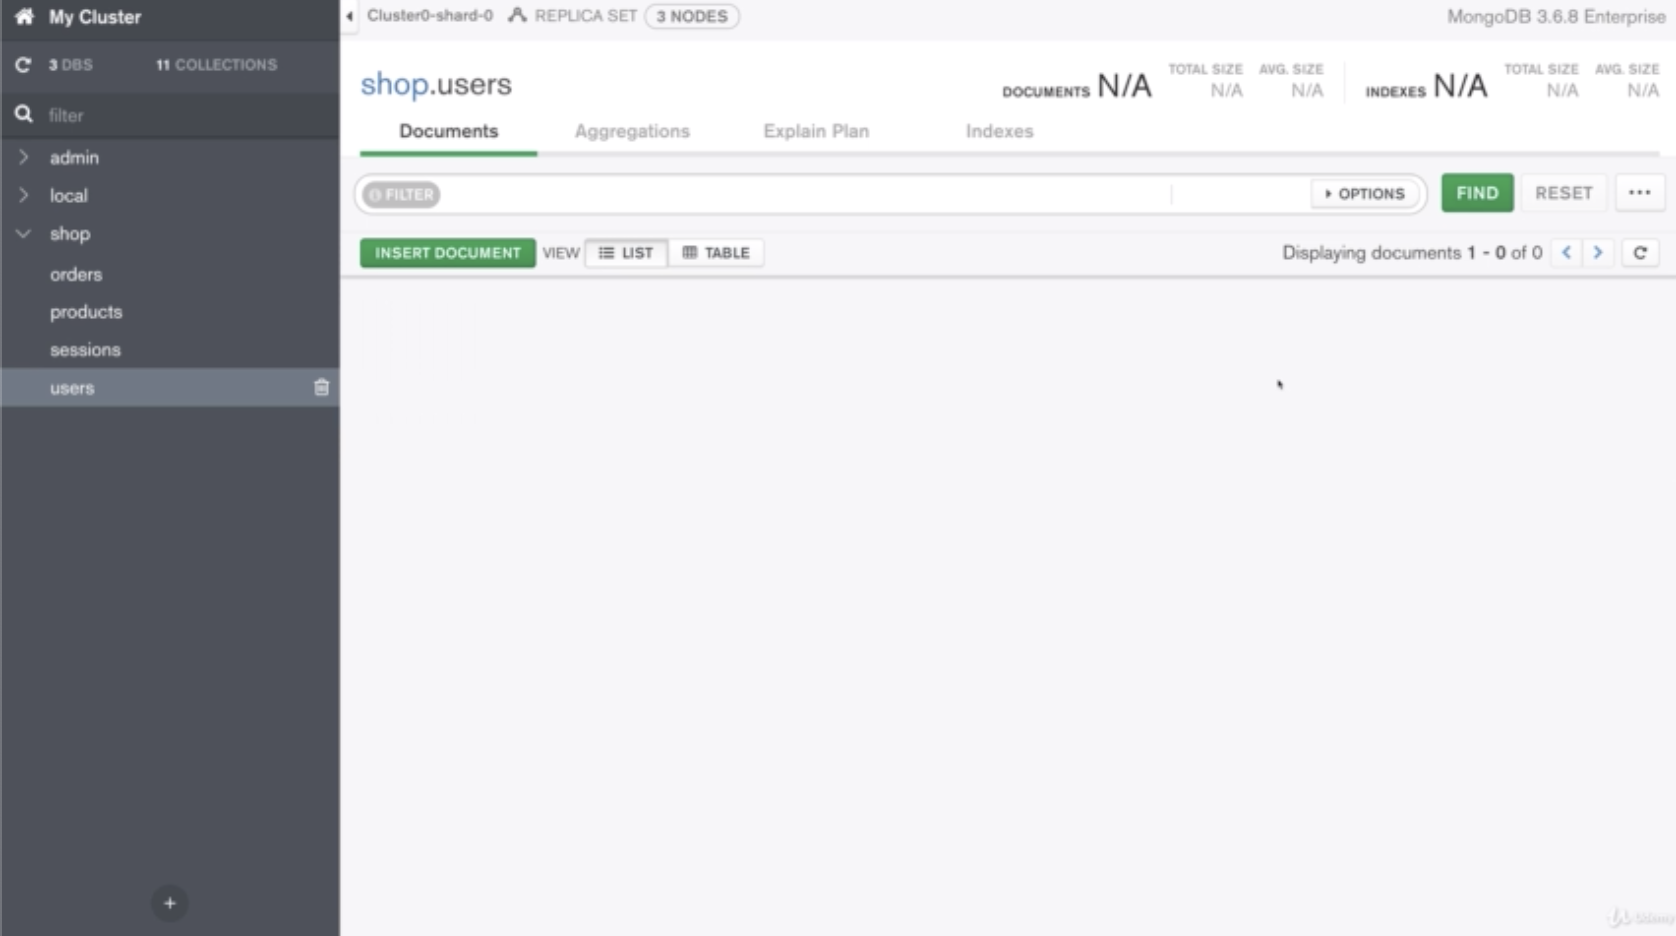 My Cluster
3 DBS 11 COLLECTIONS
filter
admin
local
shop
orders
products
sessions
users
Cluster0-shard-0 REPLICA SET 3 NODES MongoDB 3.6.8 Enterprise
shop.users
DOCUMENTS N/A TOTAL SIZE N/A AVG. SIZE N/A INDEXES N/A TOTAL SIZE N/A AVG. SIZE N/A
Documents Aggregations Explain Plan Indexes
FILTER OPTIONS FIND RESET
INSERT DOCUMENT VIEW LIST TABLE Displaying documents 1 - 0 of 0
Udemy